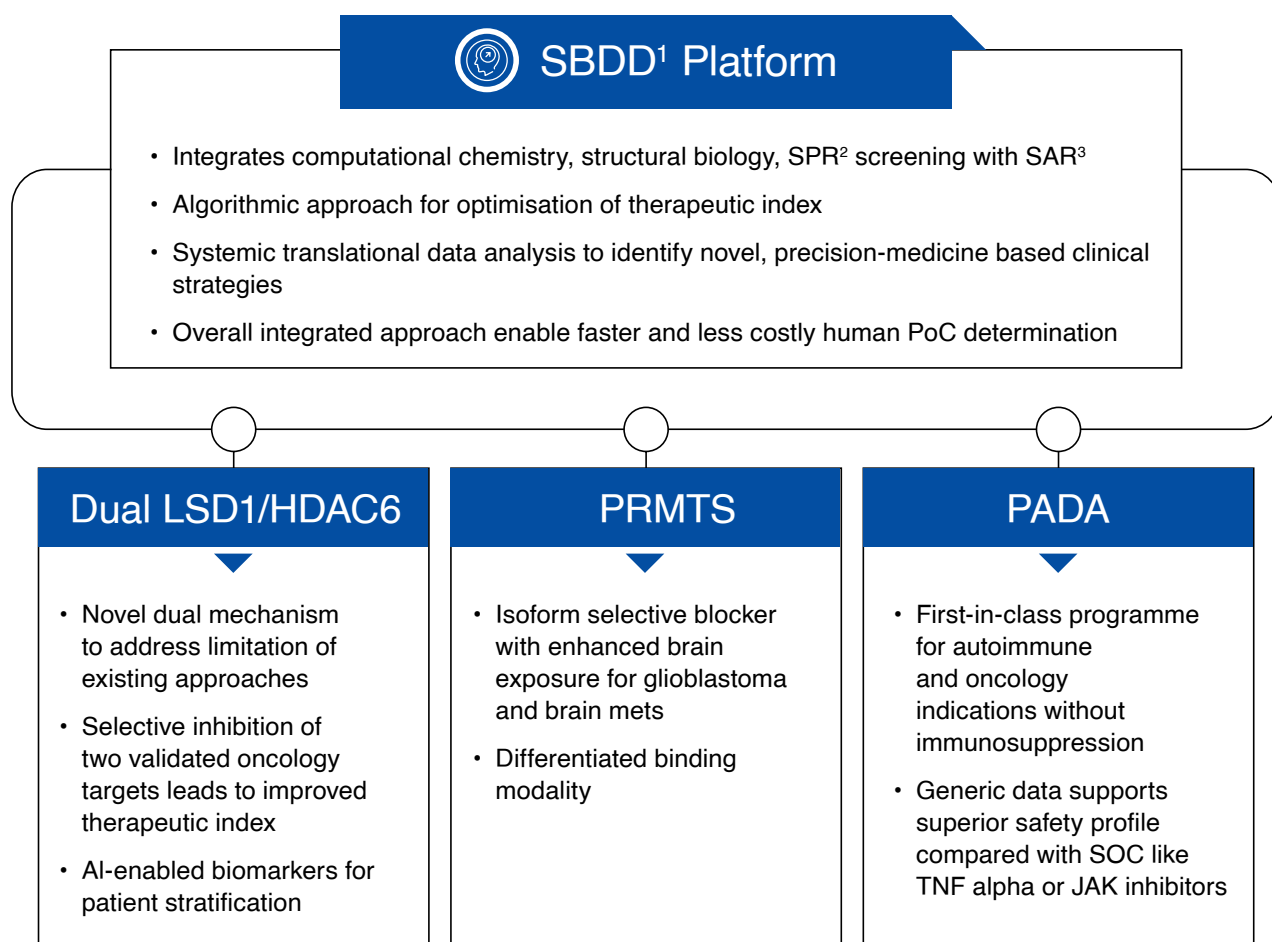 SBDD¹ Platform
• Integrates computational chemistry, structural biology, SPR² screening with SAR³
• Algorithmic approach for optimisation of therapeutic index
• Systemic translational data analysis to identify novel, precision-medicine based clinical
strategies
• Overall integrated approach enable faster and less costly human PoC determination
Dual LSD1/HDAC6
• Novel dual mechanism
to address limitation of
existing approaches
• Selective inhibition of
two validated oncology
targets leads to improved
therapeutic index
• AI-enabled biomarkers for
patient stratification
PRMTS
• Isoform selective blocker
with enhanced brain
exposure for glioblastoma
and brain mets
• Differentiated binding
modality
PADA
• First-in-class programme
for autoimmune
and oncology
indications without
immunosuppression
• Generic data supports
superior safety profile
compared with SOC like
TNF alpha or JAK inhibitors